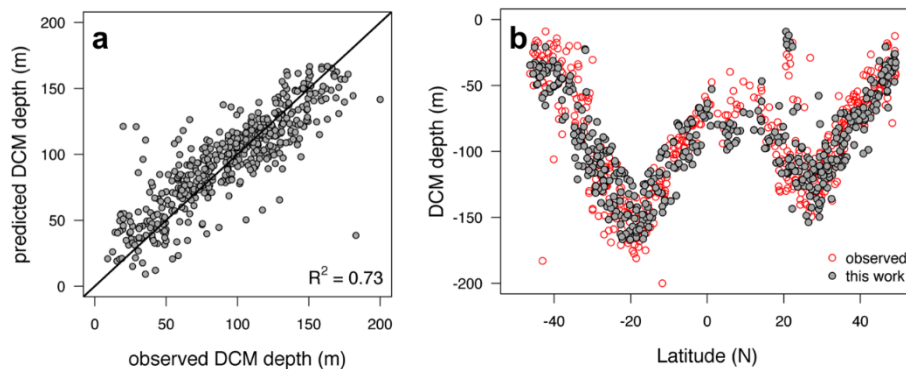 a
predicted DCM depth (m)
200
150
100
50
0
R² = 0.73
0 50 100 150 200
observed DCM depth (m)
b
DCM depth (m)
0
-50
-100
-150
-200
observed
this work
-40 -20 0 20 40
Latitude (N)